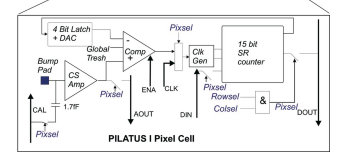 4 Bit Latch
+ DAC
Pixsel
Global
Tresh
-
Comp
+
Clk
Gen
15 bit
SR
counter
Bump
Pad
CS
Amp
Pixsel
ENA
CLK
Pixsel
CAL
1.7fF
AOUT
DIN
Rowsel
Colsel
&
Pixsel
DOUT
Pixsel
PILATUS I Pixel Cell